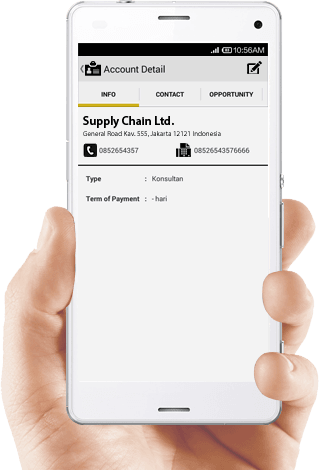 10:56AM
Account Detail
INFO CONTACT OPPORTUNITY
Supply Chain Ltd.
General Road Kav. 555, Jakarta 12121 Indonesia
0852654357 08526543576666
Type : Konsultan
Term of Payment : - hari